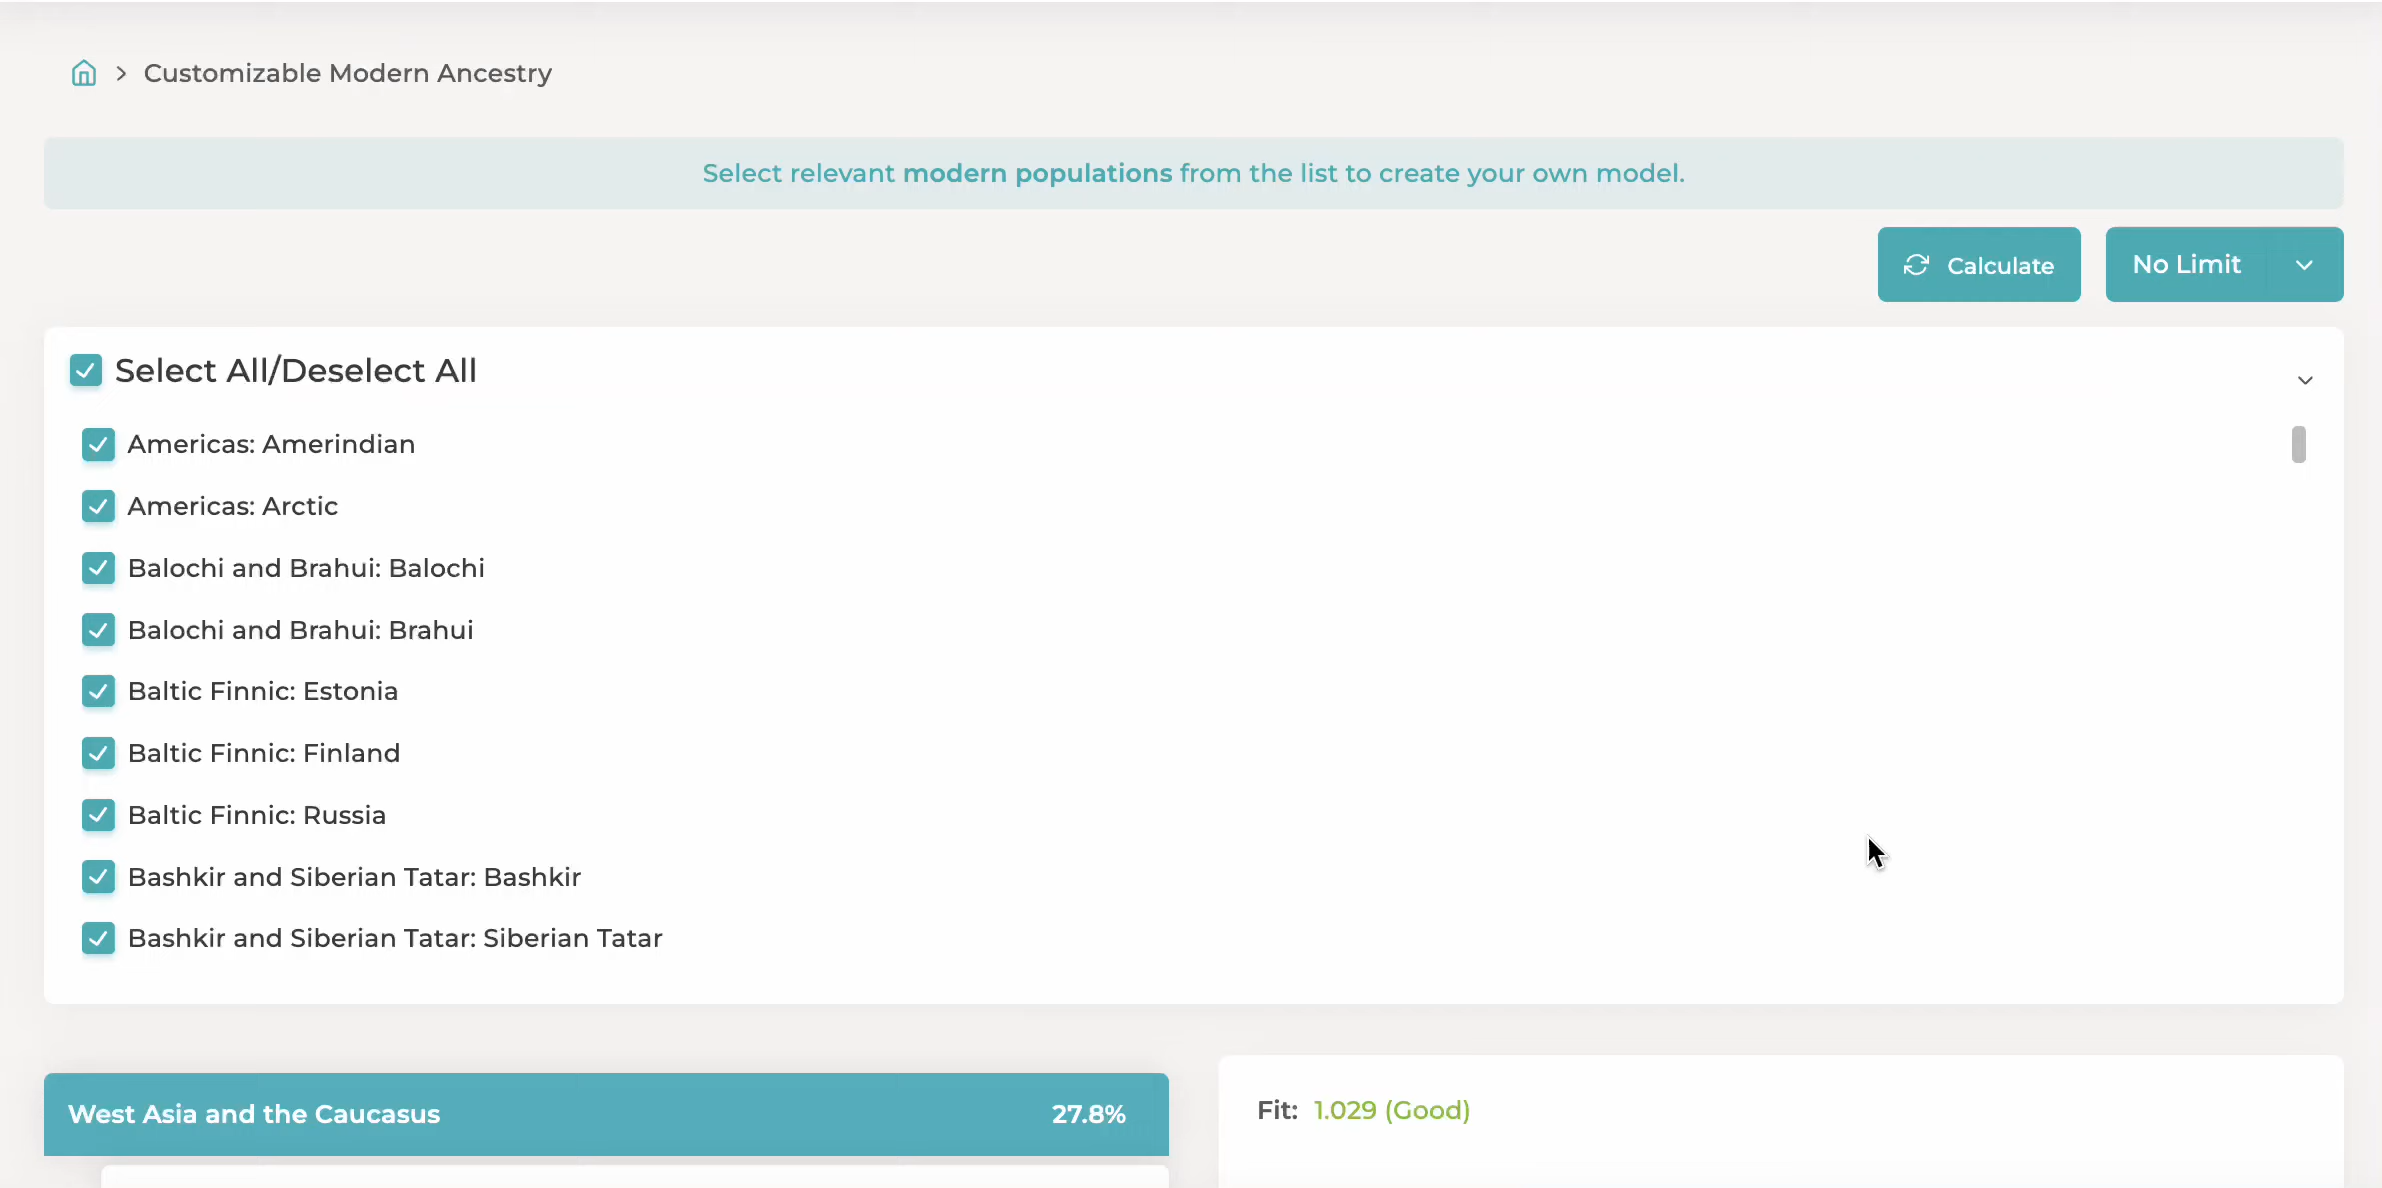 > Customizable Modern Ancestry
Select relevant modern populations from the list to create your own model.
Calculate
No Limit
Select All/Deselect All
Americas: Amerindian
Americas: Arctic
Balochi and Brahui: Balochi
Balochi and Brahui: Brahui
Baltic Finnic: Estonia
Baltic Finnic: Finland
Baltic Finnic: Russia
Bashkir and Siberian Tatar: Bashkir
Bashkir and Siberian Tatar: Siberian Tatar
West Asia and the Caucasus 27.8%
Fit: 1.029 (Good)